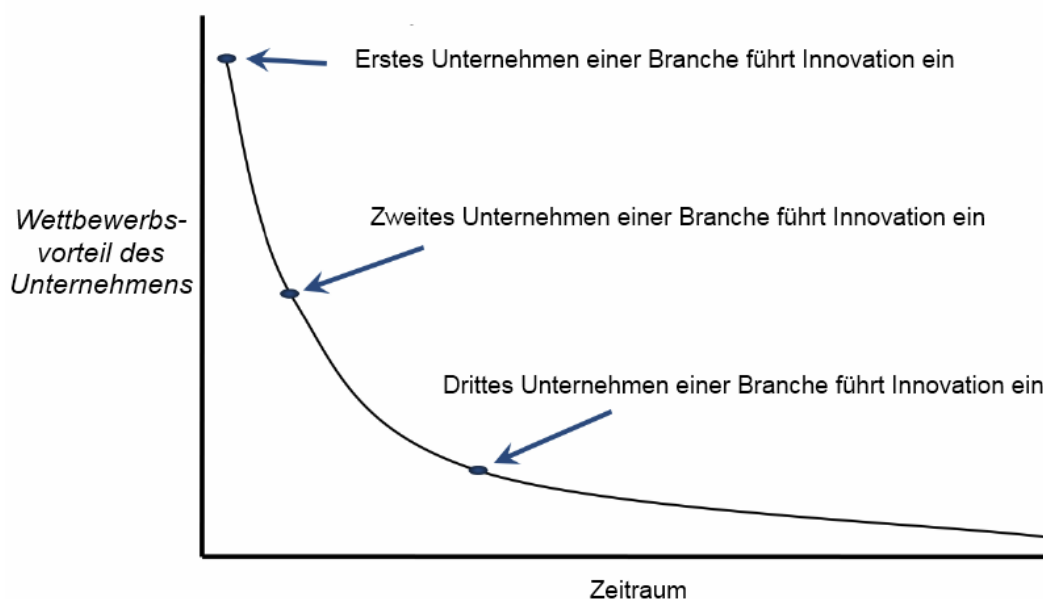 Erstes Unternehmen einer Branche führt Innovation ein
Zweites Unternehmen einer Branche führt Innovation ein
Wettbewerbs-
vorteil des
Unternehmens
Drittes Unternehmen einer Branche führt Innovation ein
Zeitraum